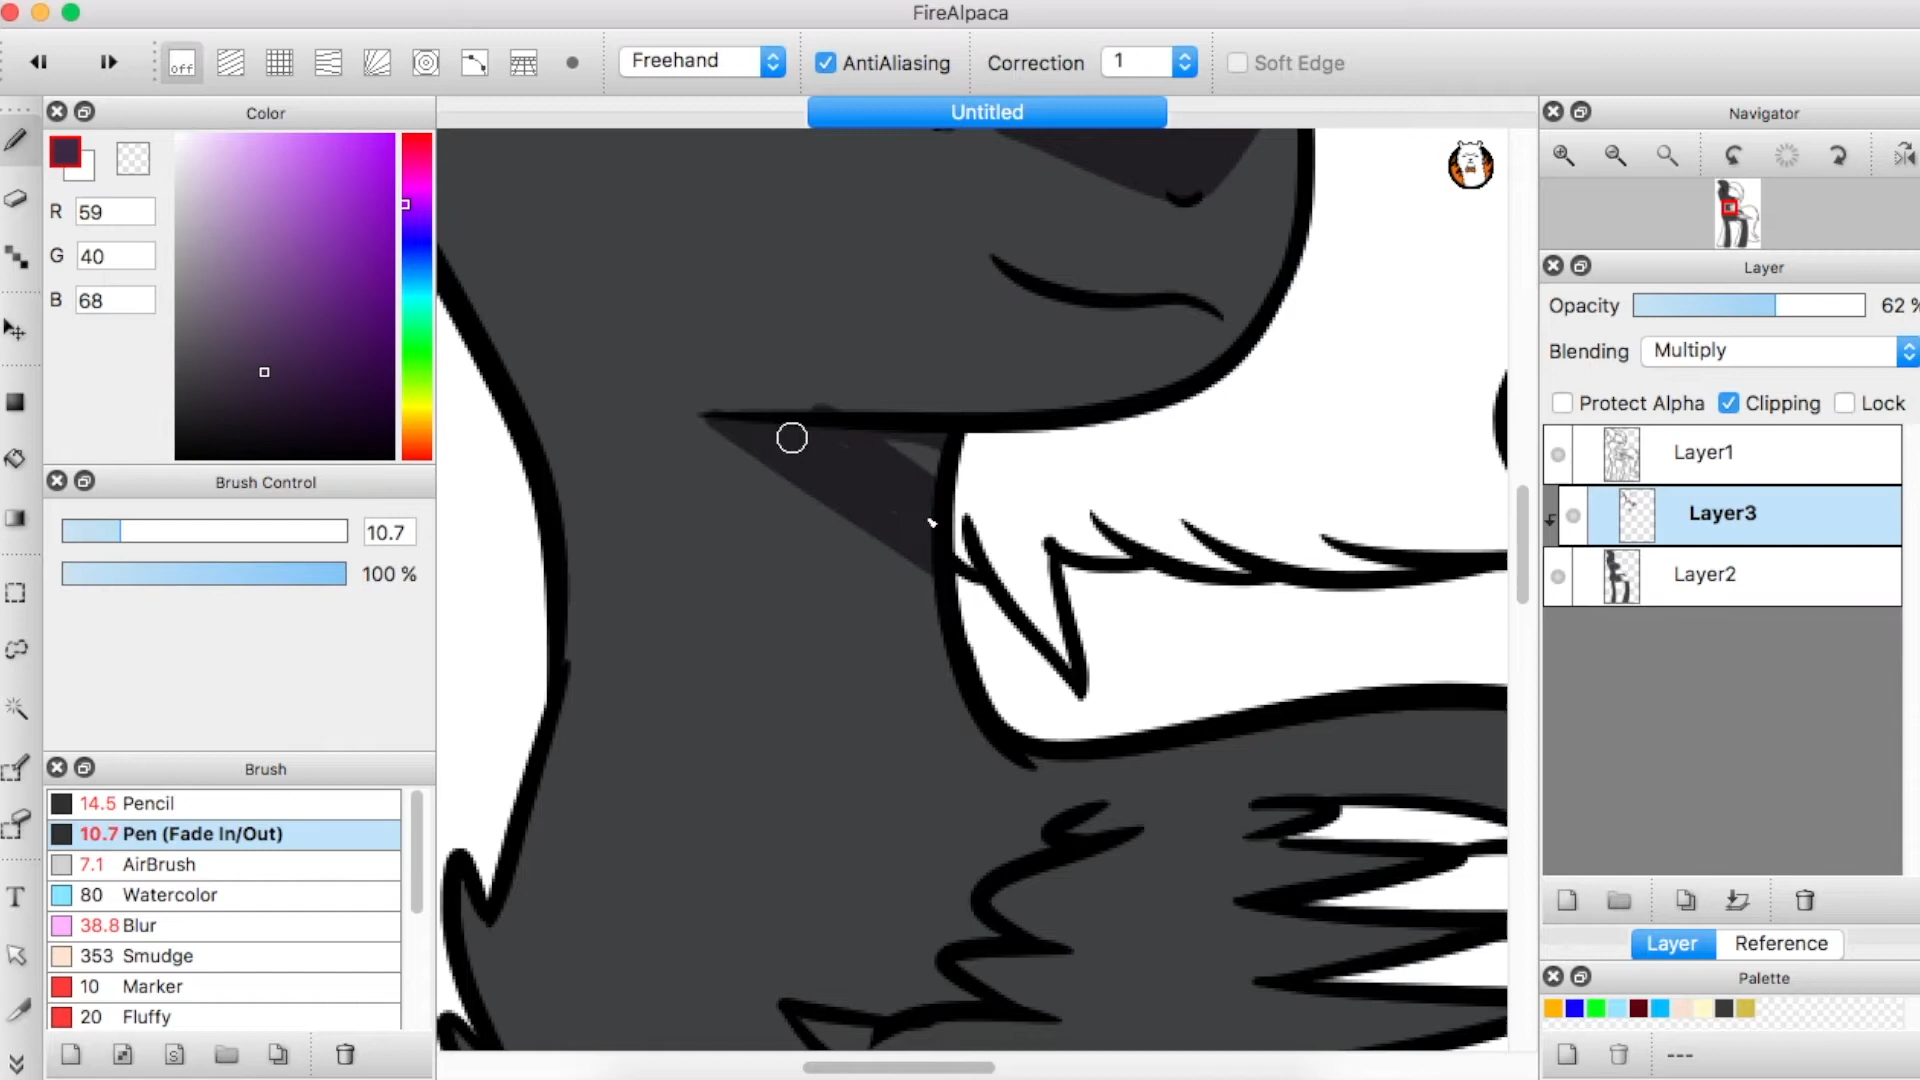 FireAlpaca
off
Freehand
AntiAliasing
Correction
1
Soft Edge
Color
Untitled
Navigator
R 59
G 40
B 68
Layer
Opacity 62 %
Blending Multiply
Protect Alpha Clipping Lock
Layer1
Layer3
Layer2
Brush Control
10.7
100 %
Brush
14.5 Pencil
10.7 Pen (Fade In/Out)
7.1 AirBrush
80 Watercolor
38.8 Blur
353 Smudge
10 Marker
20 Fluffy
T
S
Layer Reference
Palette
---